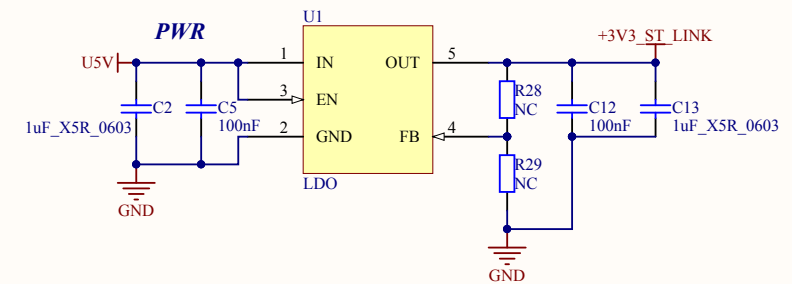 PWR
U1
U5V
1
IN
OUT
5
+3V3_ST_LINK
3
EN
C2
1uF_X5R_0603
C5
100nF
2
GND
FB
4
R28
NC
C12
100nF
C13
1uF_X5R_0603
R29
NC
LDO
GND
GND